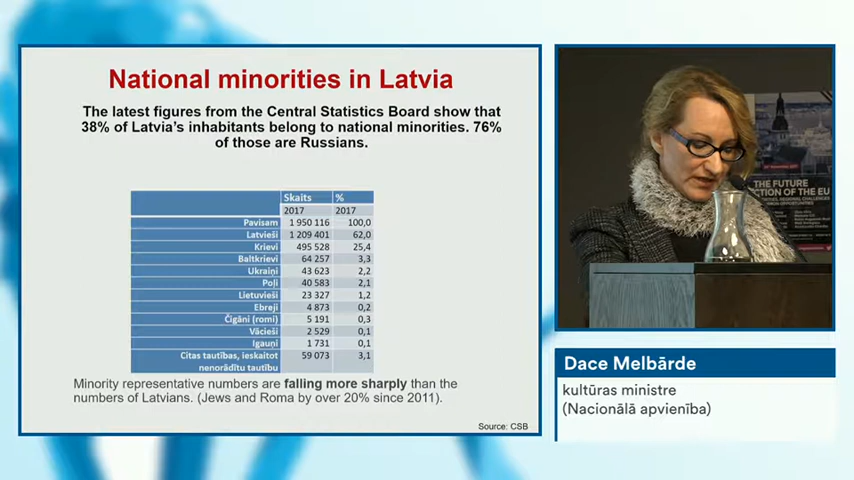 National minorities in Latvia
The latest figures from the Central Statistics Board show that
38% of Latvia's inhabitants belong to national minorities. 76%
of those are Russians.
Skaits %
2017 2017
Pavisam 1 950 116 100,0
Latvieši 1 209 401 62,0
Krievi 495 528 25,4
Baltkrievi 64 257 3,3
Ukraiņi 43 623 2,2
Poļi 40 583 2,1
Lietuvieši 23 327 1,2
Ebreji 4 873 0,2
Čigāni (romi) 5 191 0,3
Vācieši 2 529 0,1
Igauņi 1 731 0,1
Citas tautības, ieskaitot 59 073 3,1
nenorādītu tautību
Minority representative numbers are falling more sharply than the
numbers of Latvians. (Jews and Roma by over 20% since 2011).
Source: CSB
THE FUTURE
OF THE EU
Dace Melbārde
kultūras ministre
(Nacionālā apvienība)